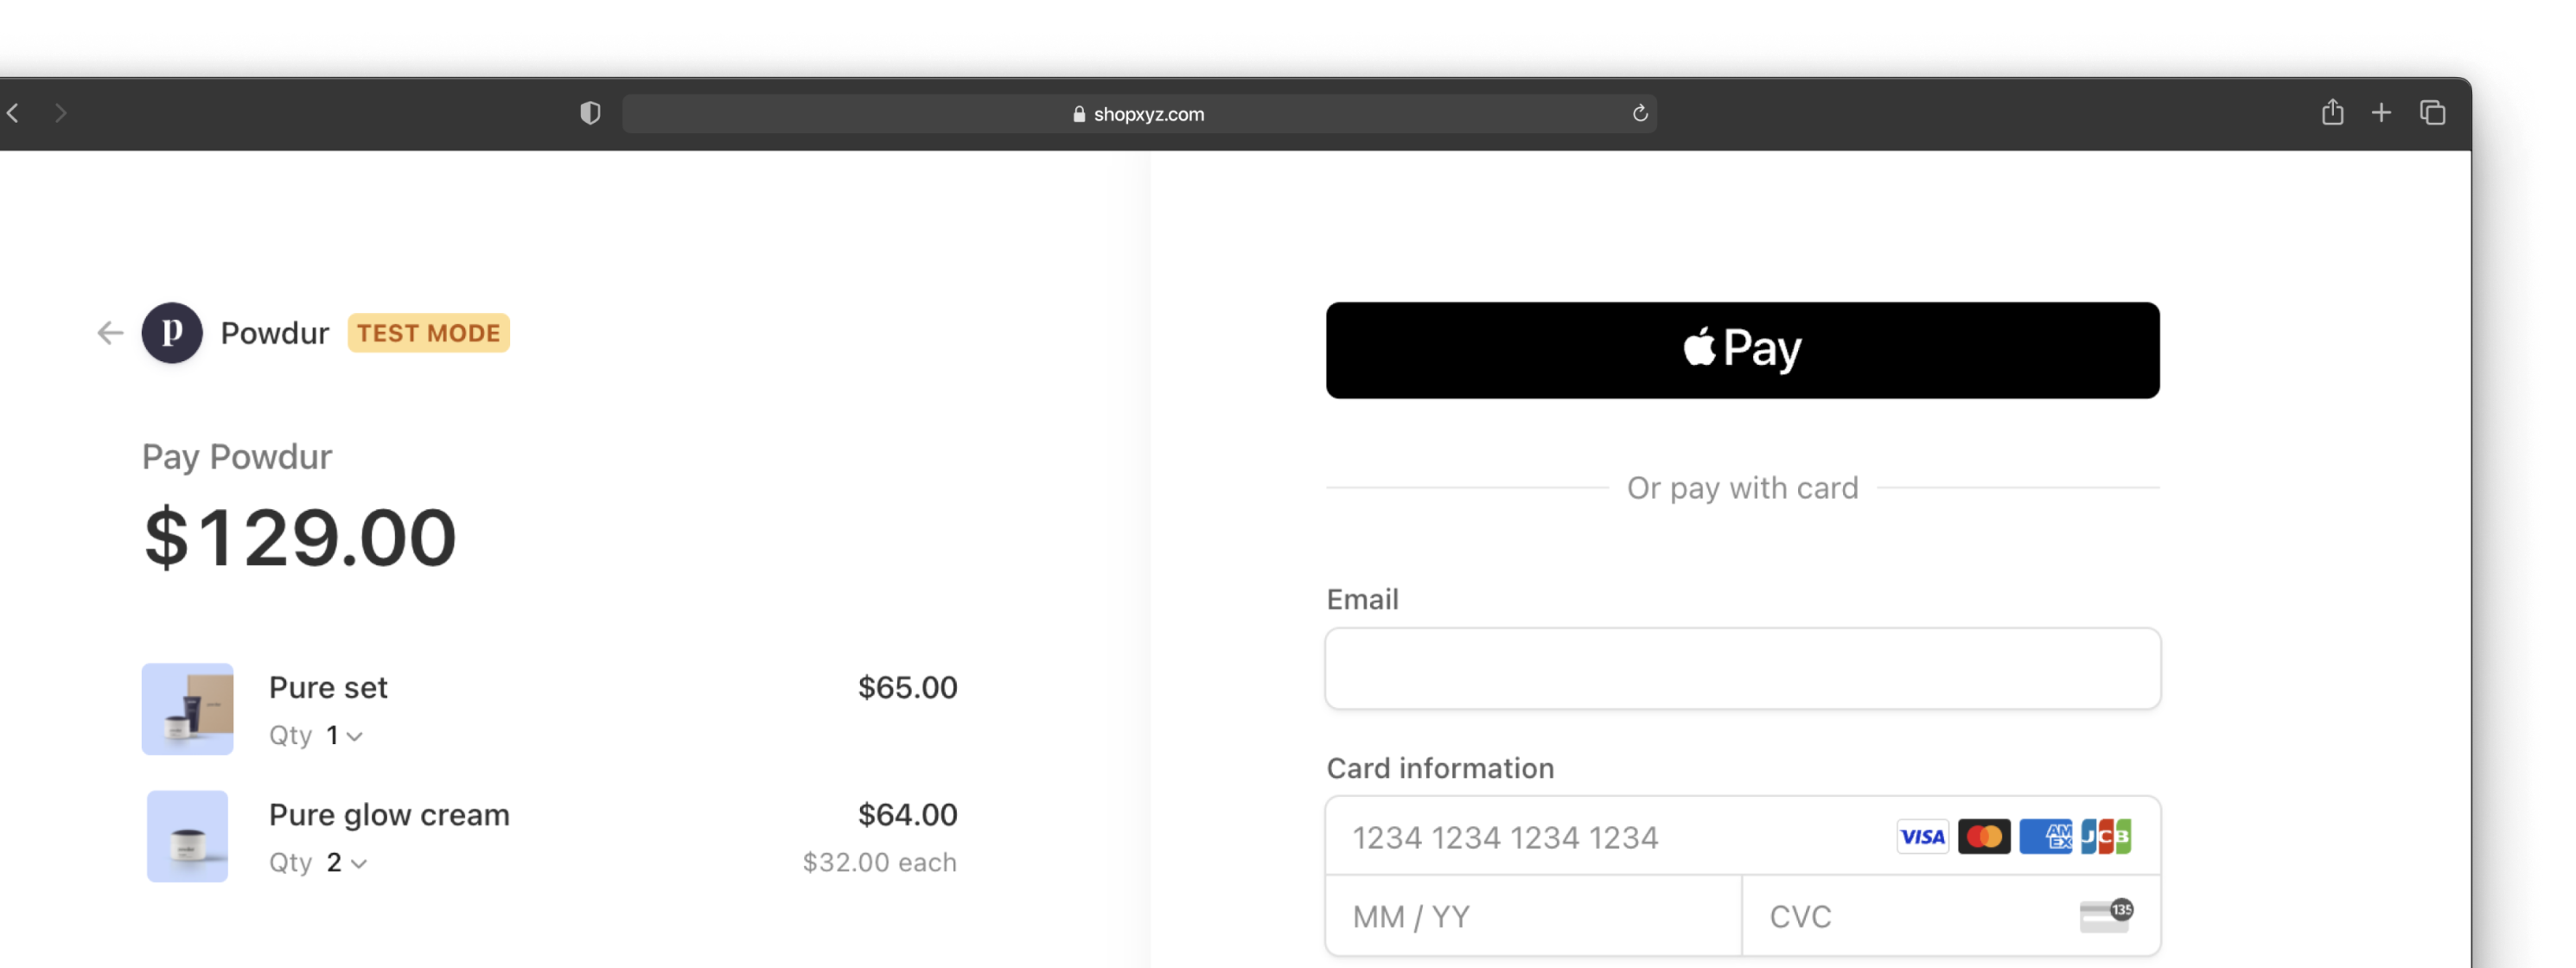 shopxyz.com
p Powdur TEST MODE
Pay Powdur
$129.00
Pure set $65.00
Qty 1
Pure glow cream $64.00
Qty 2 $32.00 each
Pay
Or pay with card
Email
Card information
1234 1234 1234 1234 VISA AMEX JCB
MM / YY CVC 135